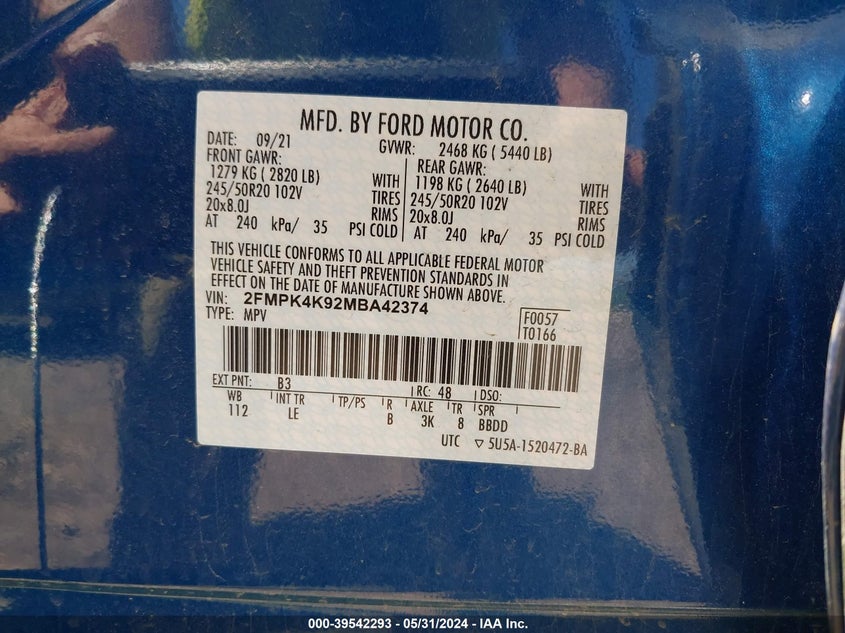 MFD. BY FORD MOTOR CO.
DATE: 09/21 GVWR: 2468 KG ( 5440 LB)
FRONT GAWR: REAR GAWR:
1279 KG ( 2820 LB) WITH 1198 KG ( 2640 LB) WITH
245/50R20 102V TIRES 245/50R20 102V TIRES
20x8.0J RIMS 20x8.0J RIMS
AT 240 kPa/ 35 PSI COLD AT 240 kPa/ 35 PSI COLD
THIS VEHICLE CONFORMS TO ALL APPLICABLE FEDERAL MOTOR
VEHICLE SAFETY AND THEFT PREVENTION STANDARDS IN
EFFECT ON THE DATE OF MANUFACTURE SHOWN ABOVE.
VIN: 2FMPK4K92MBA42374 F0057
TYPE: MPV T0166
EXT PNT: B3 RC: 48 DSO:
WB INT TR TP/PS R AXLE TR SPR
112 LE B 3K 8 BBDD
UTC ▽ 5U5A-1520472-BA
000-39542293 - 05/31/2024 - IAA Inc.